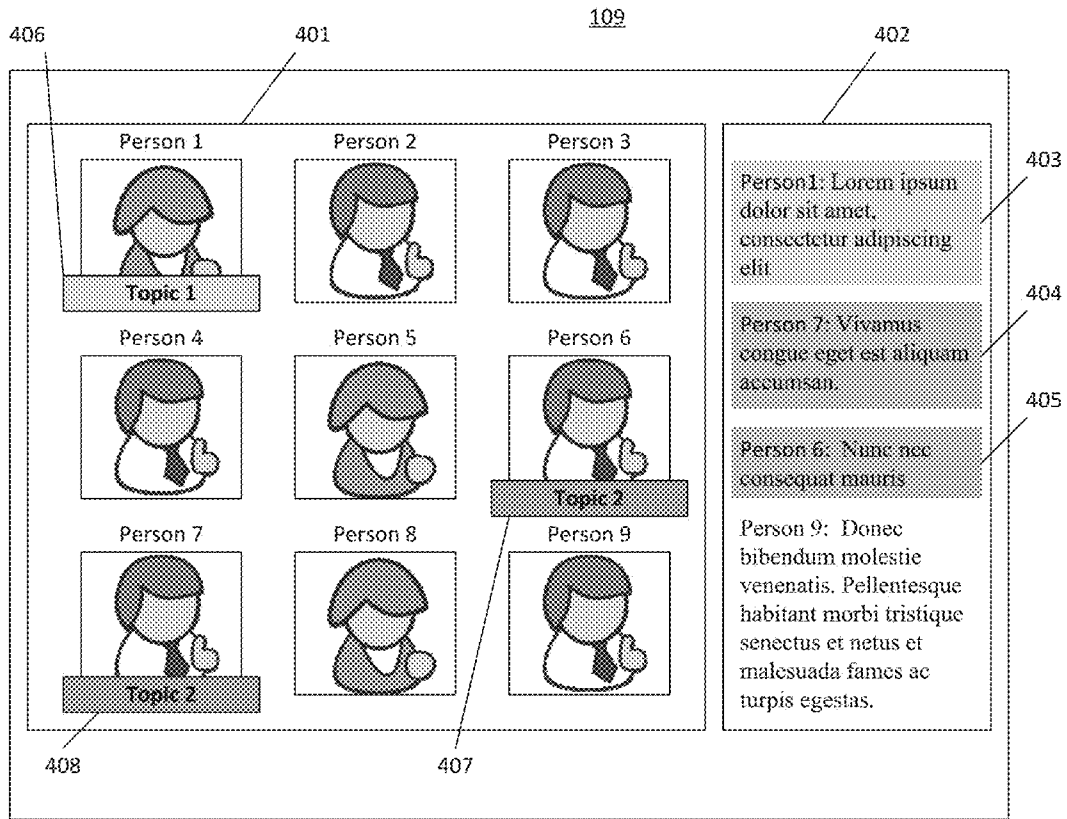 109
406
401
402
Person 1
Person 2
Person 3
Topic 1
Person 4
Person 5
Person 6
Topic 2
Person 7
Person 8
Person 9
Topic 2
408
407
Person1: Lorem ipsum
dolor sit amet,
consectetur adipiscing
elit
403
Person 7: Vivamus
congue eget est aliquam
accumsan.
404
Person 6: Nunc nec
consequat mauris
405
Person 9: Donec
bibendum molestie
venenatis. Pellentesque
habitant morbi tristique
senectus et netus et
malesuada fames ac
turpis egestas.